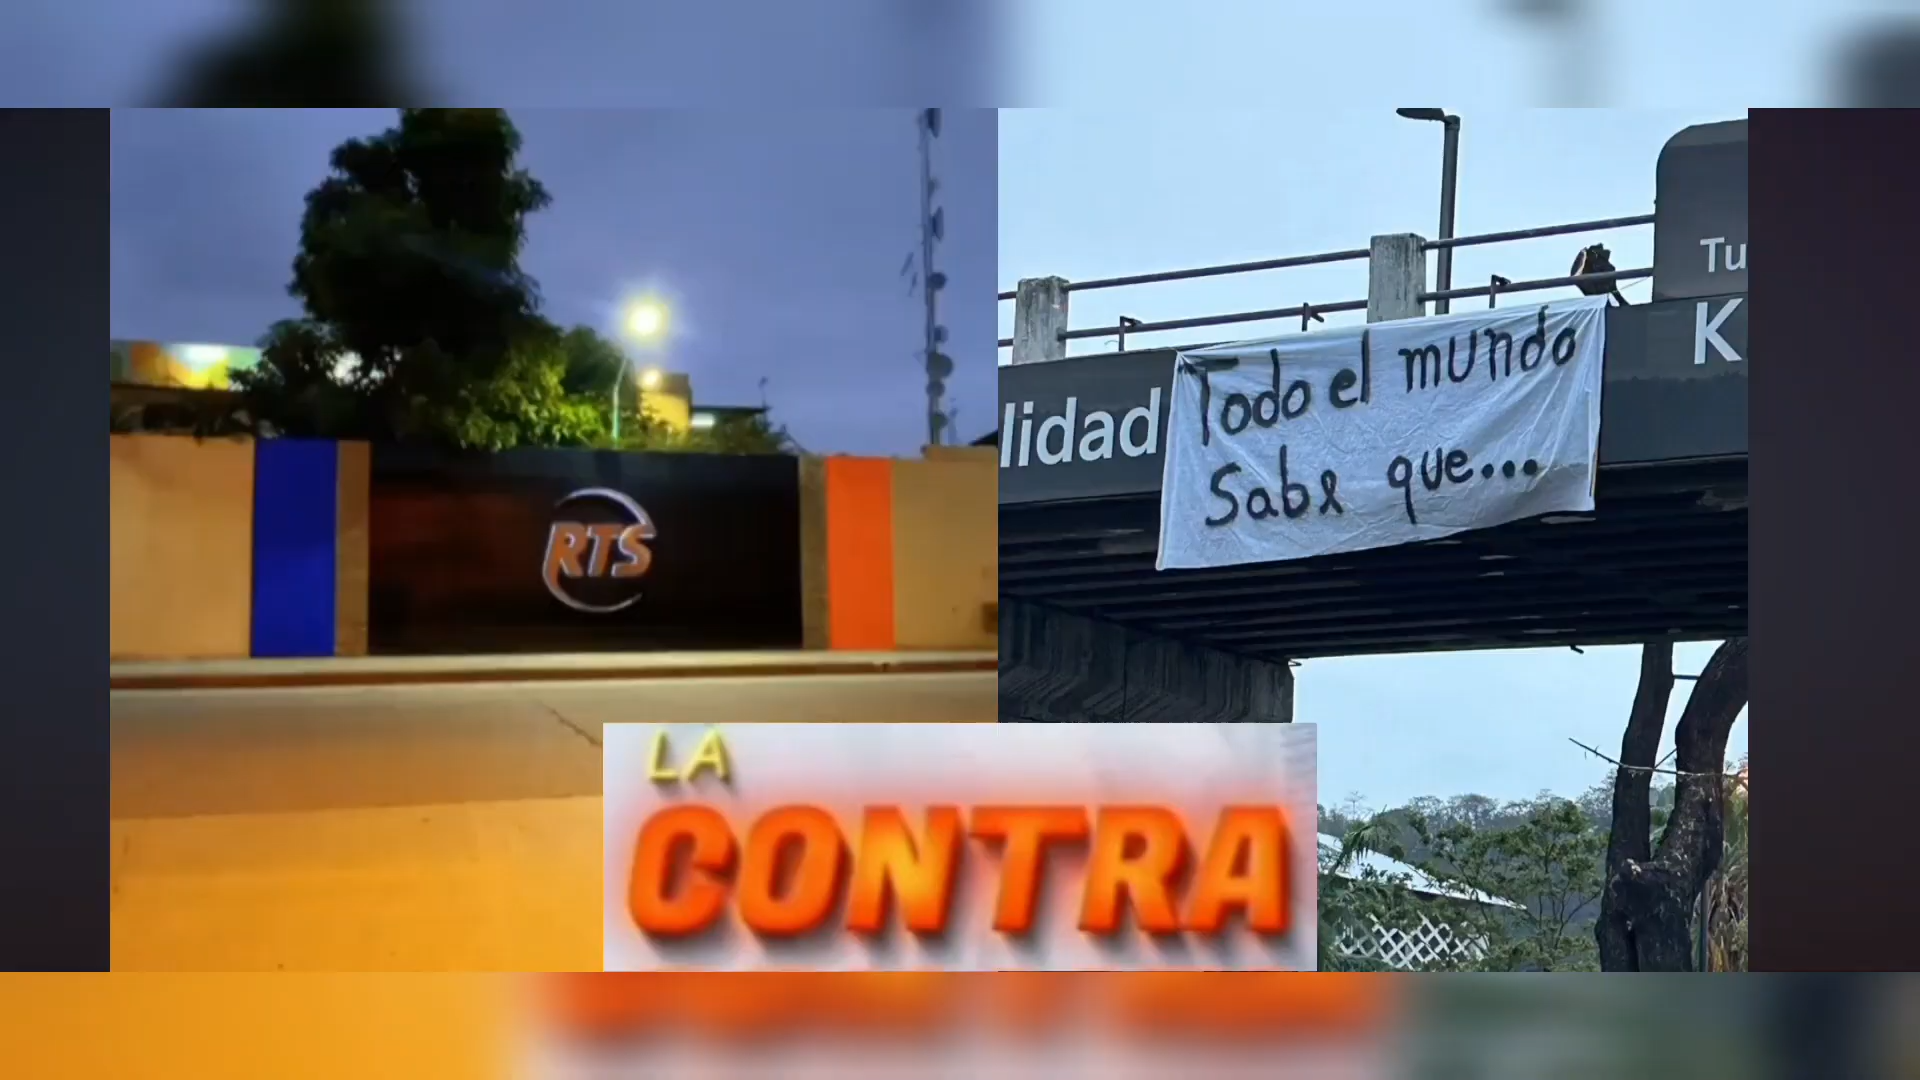 RTS
lidad
Todo el mundo
Sabe que...
Tu
K
LA
CONTRA